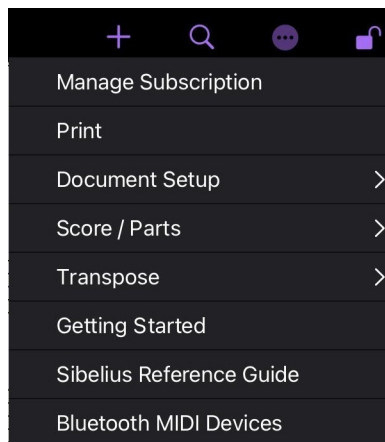 Manage Subscription
Print
Document Setup
Score / Parts
Transpose
Getting Started
Sibelius Reference Guide
Bluetooth MIDI Devices